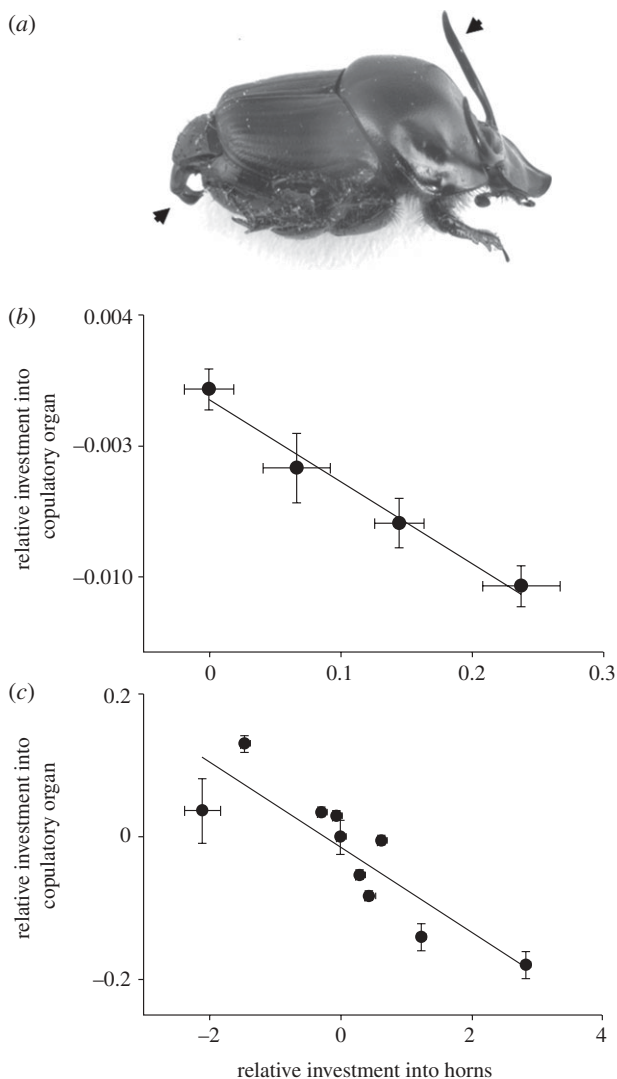 (a)
(b)
0.004
–0.003
–0.010
relative investment into
copulatory organ
0
0.1
0.2
0.3
(c)
0.2
0
–0.2
relative investment into
copulatory organ
–2
0
2
4
relative investment into horns